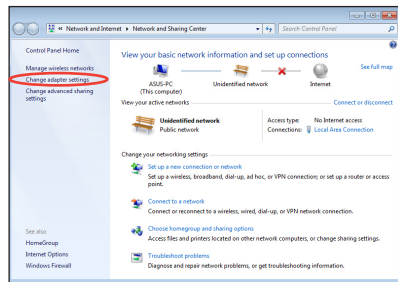 « Network and Internet ▸ Network and Sharing Center
Search Control Panel
Control Panel Home
Manage wireless networks
Change adapter settings
Change advanced sharing
settings
See also
HomeGroup
Internet Options
Windows Firewall
View your basic network information and set up connections
See full map
ASUS-PC
(This computer)
Unidentified network
Internet
View your active networks
Connect or disconnect
Unidentified network
Public network
Access type: No Internet access
Connections: Local Area Connection
Change your networking settings
Set up a new connection or network
Set up a wireless, broadband, dial-up, ad hoc, or VPN connection; or set up a router or access
point.
Connect to a network
Connect or reconnect to a wireless, wired, dial-up, or VPN network connection.
Choose homegroup and sharing options
Access files and printers located on other network computers, or change sharing settings.
Troubleshoot problems
Diagnose and repair network problems, or get troubleshooting information.